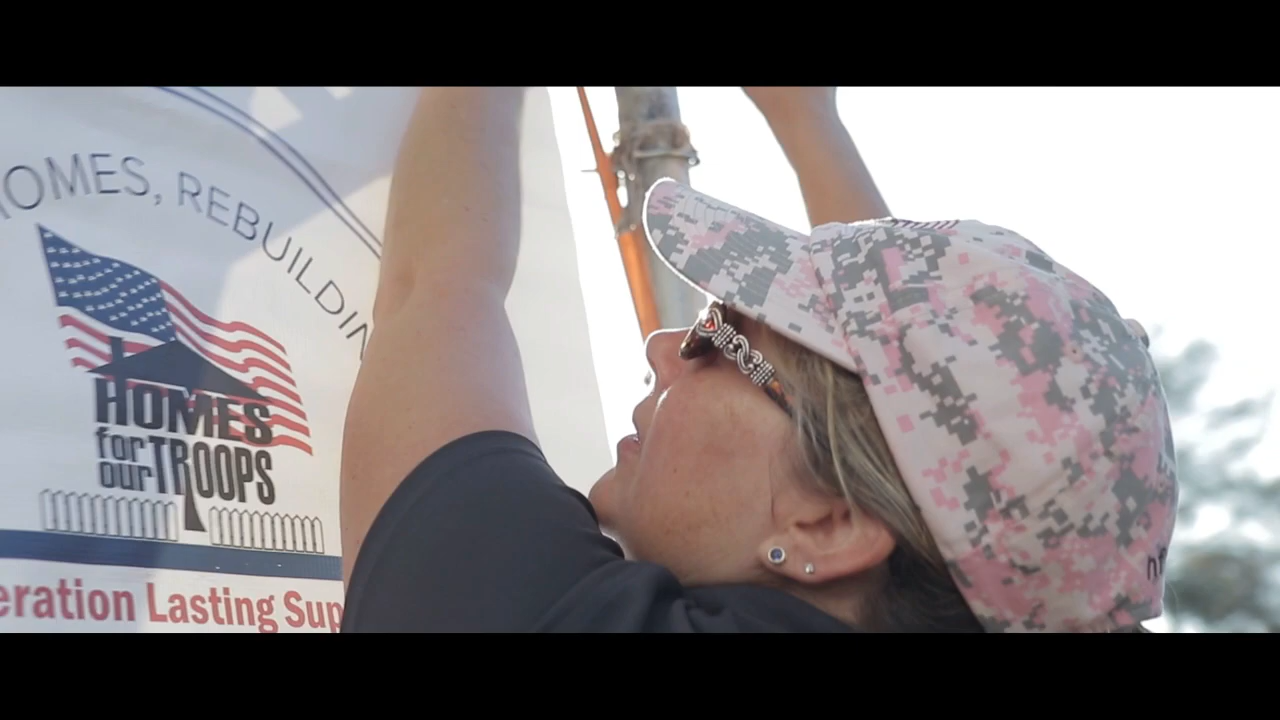 OMES, REBUILDIN
HOMES
for
our TROOPS
eration Lasting Sup